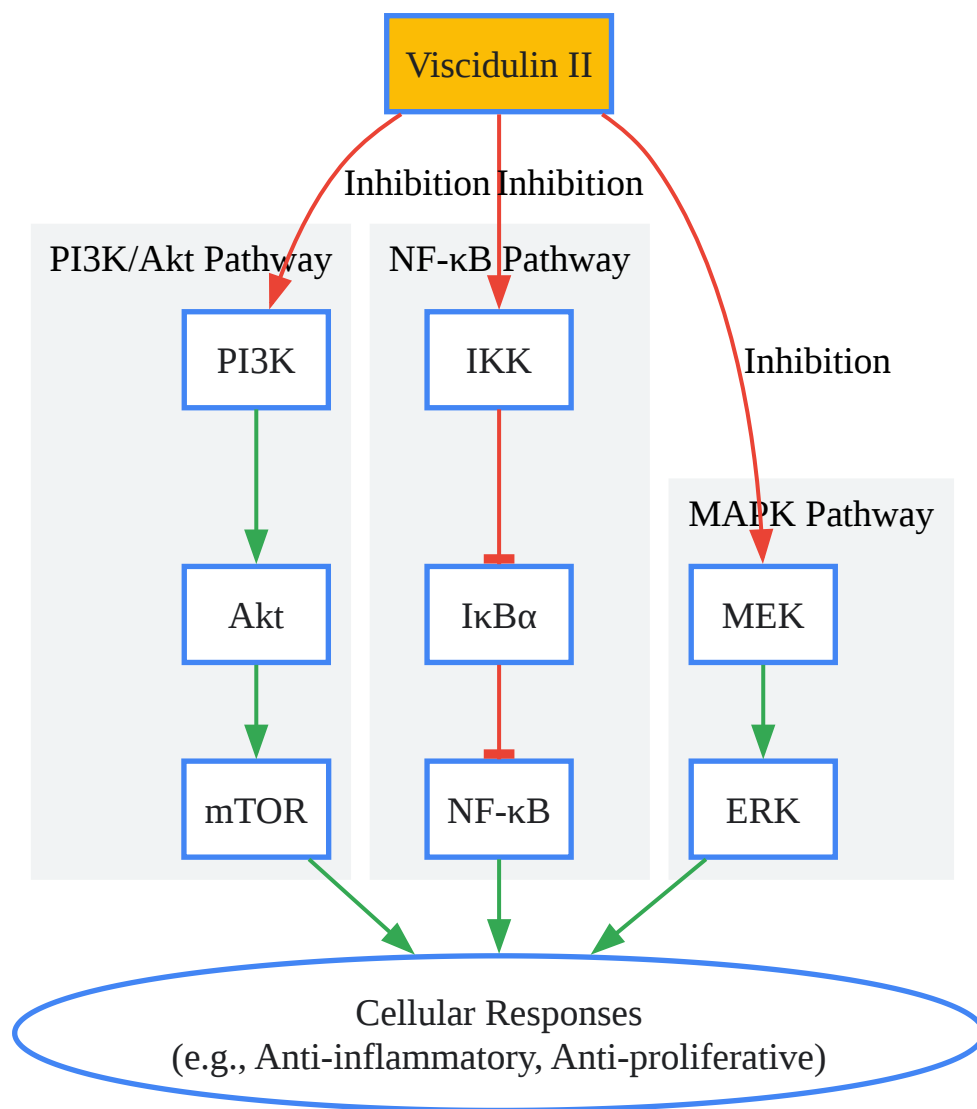 Viscidulin II
Inhibition
Inhibition
PI3K/Akt Pathway
NF-κB Pathway
PI3K
IKK
Inhibition
MAPK Pathway
Akt
IκBα
MEK
mTOR
NF-κB
ERK
Cellular Responses
(e.g., Anti-inflammatory, Anti-proliferative)